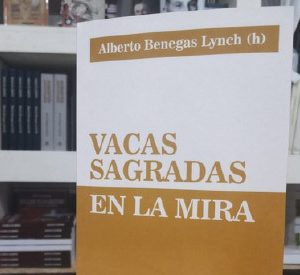 Alberto Benegas Lynch (h)
VACAS
SAGRADAS
EN LA MIRA